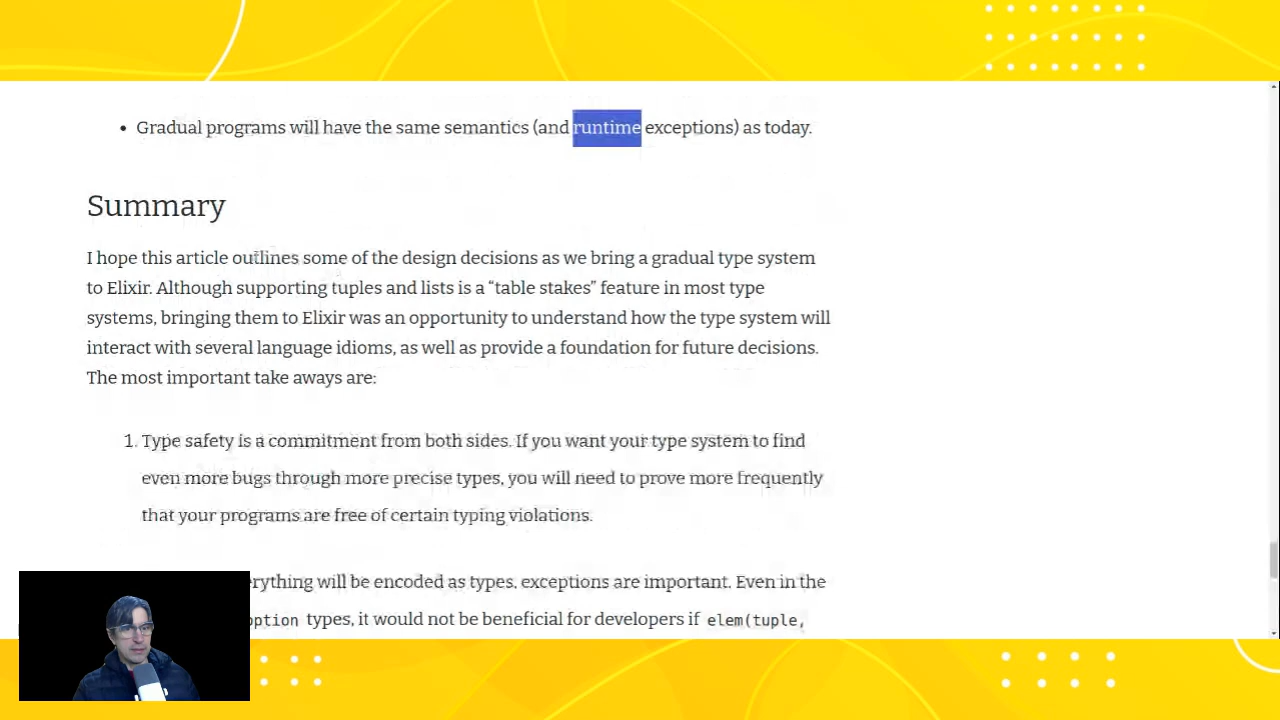 • Gradual programs will have the same semantics (and runtime exceptions) as today.
Summary
I hope this article outlines some of the design decisions as we bring a gradual type system
to Elixir. Although supporting tuples and lists is a “table stakes” feature in most type
systems, bringing them to Elixir was an opportunity to understand how the type system will
interact with several language idioms, as well as provide a foundation for future decisions.
The most important take aways are:
1. Type safety is a commitment from both sides. If you want your type system to find
even more bugs through more precise types, you will need to prove more frequently
that your programs are free of certain typing violations.
erything will be encoded as types, exceptions are important. Even in the
option types, it would not be beneficial for developers if elem(tuple,